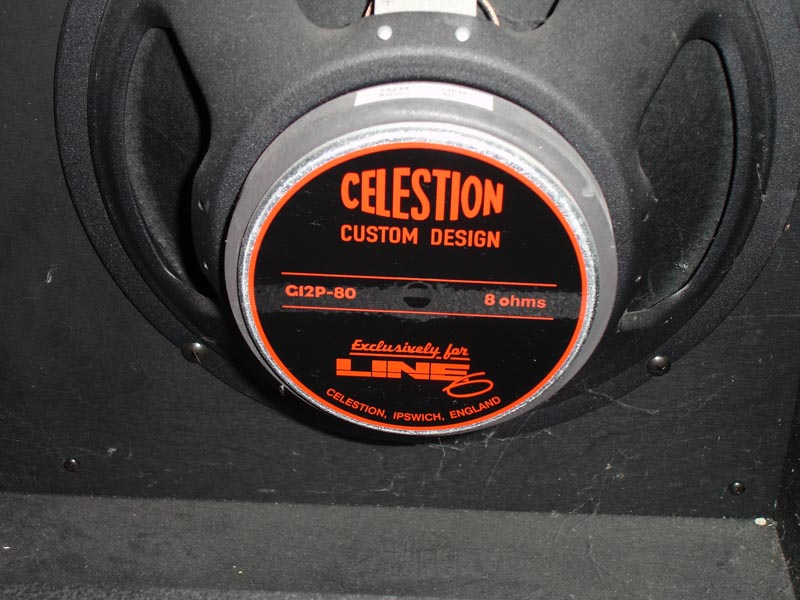 CELESTION
CUSTOM DESIGN
G12P-80 8 ohms
Exclusively for
LINE 6
CELESTION, IPSWICH, ENGLAND